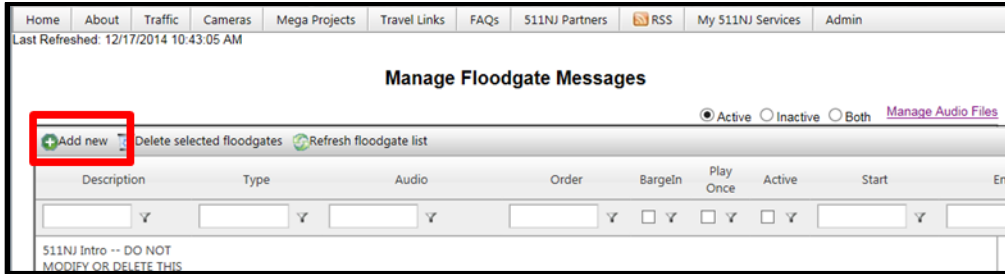 Home About Traffic Cameras Mega Projects Travel Links FAQs 511NJ Partners RSS My 511NJ Services Admin
Last Refreshed: 12/17/2014 10:43:05 AM
Manage Floodgate Messages
Active Inactive Both Manage Audio Files
Add new Delete selected floodgates Refresh floodgate list
Description Type Audio Order BargeIn Play Once Active Start
511NJ Intro -- DO NOT
MODIFY OR DELETE THIS